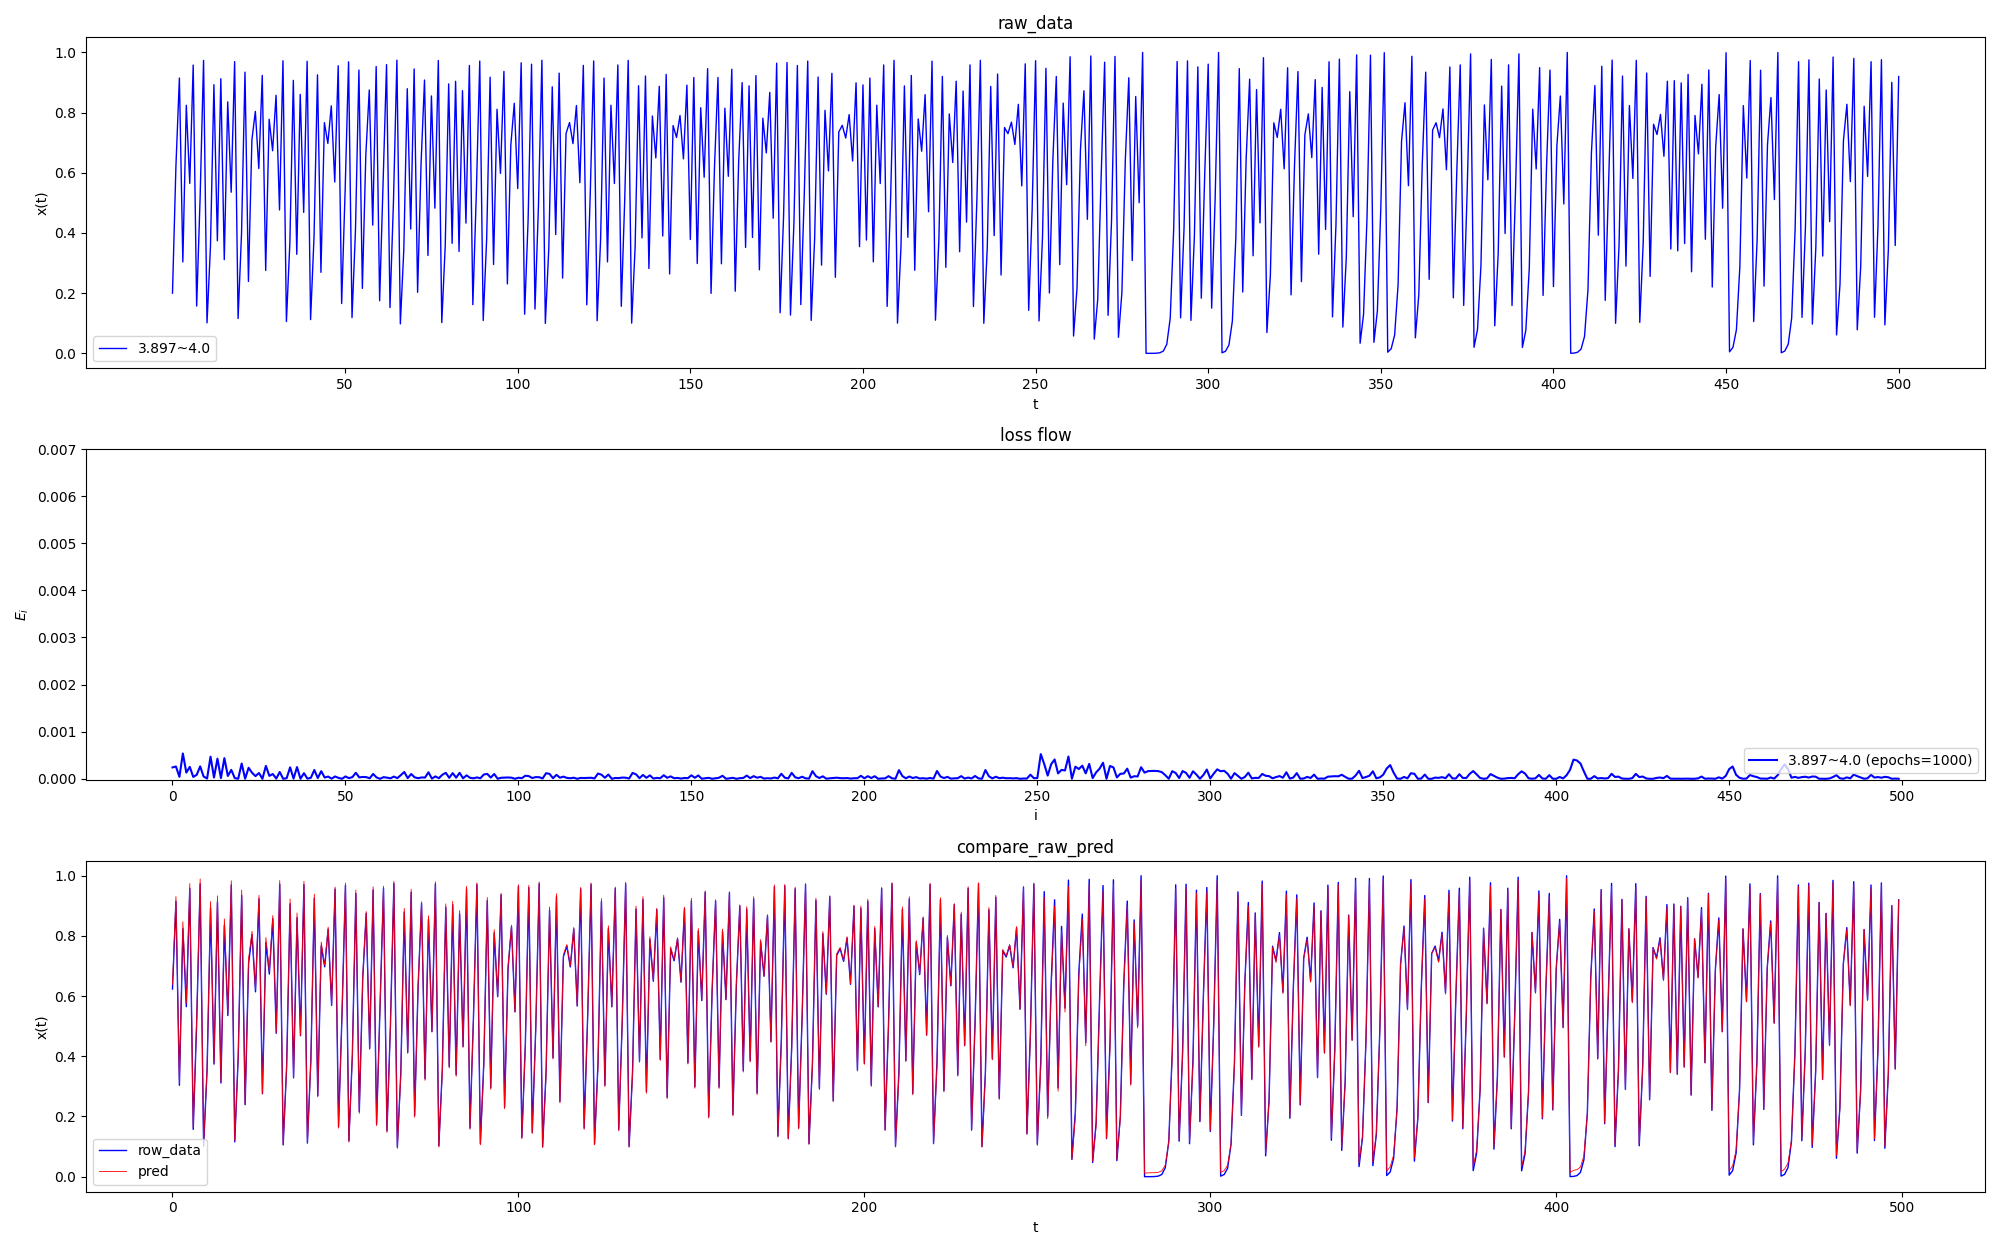 raw_data
1.0
0.8
0.6
0.4
0.2
0.0
x(t)
3.897~4.0
50 100 150 200 250 300 350 400 450 500
t
loss flow
0.007
0.006
0.005
0.004
0.003
0.002
0.001
0.000
E_i
3.897~4.0 (epochs=1000)
0 50 100 150 200 250 300 350 400 450 500
i
compare_raw_pred
1.0
0.8
0.6
0.4
0.2
0.0
x(t)
row_data
pred
0 100 200 300 400 500
t